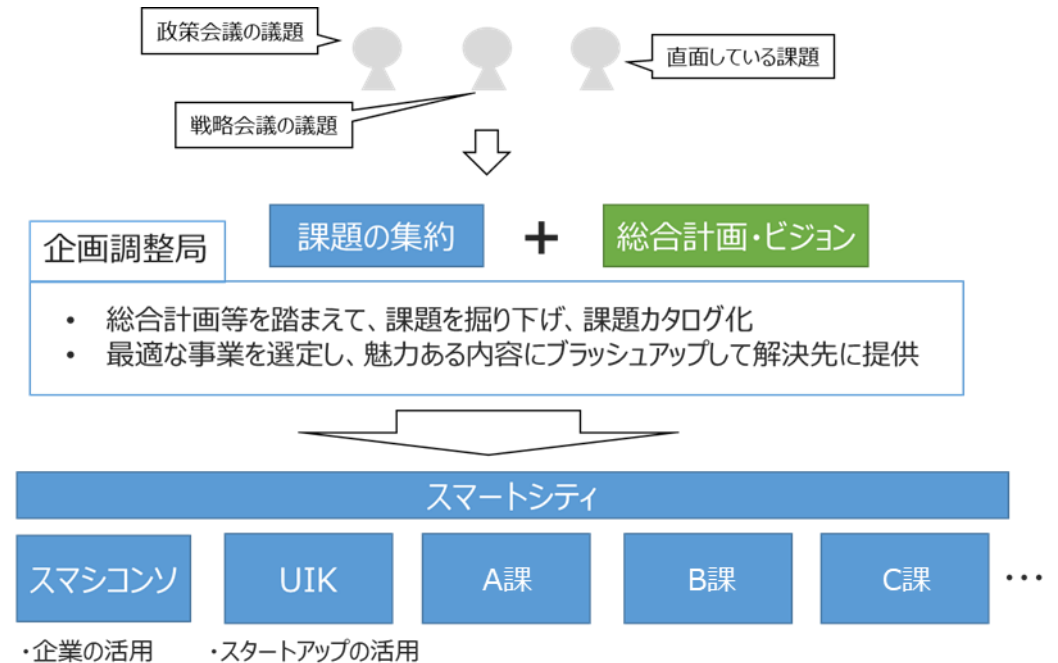 政策会議の議題
直面している課題
戦略会議の議題
企画調整局
課題の集約
+
総合計画・ビジョン
• 総合計画等を踏まえて、課題を掘り下げ、課題カタログ化
• 最適な事業を選定し、魅力ある内容にブラッシュアップして解決先に提供
スマートシティ
スマシコンソ
UIK
A課
B課
C課
…
・企業の活用
・スタートアップの活用